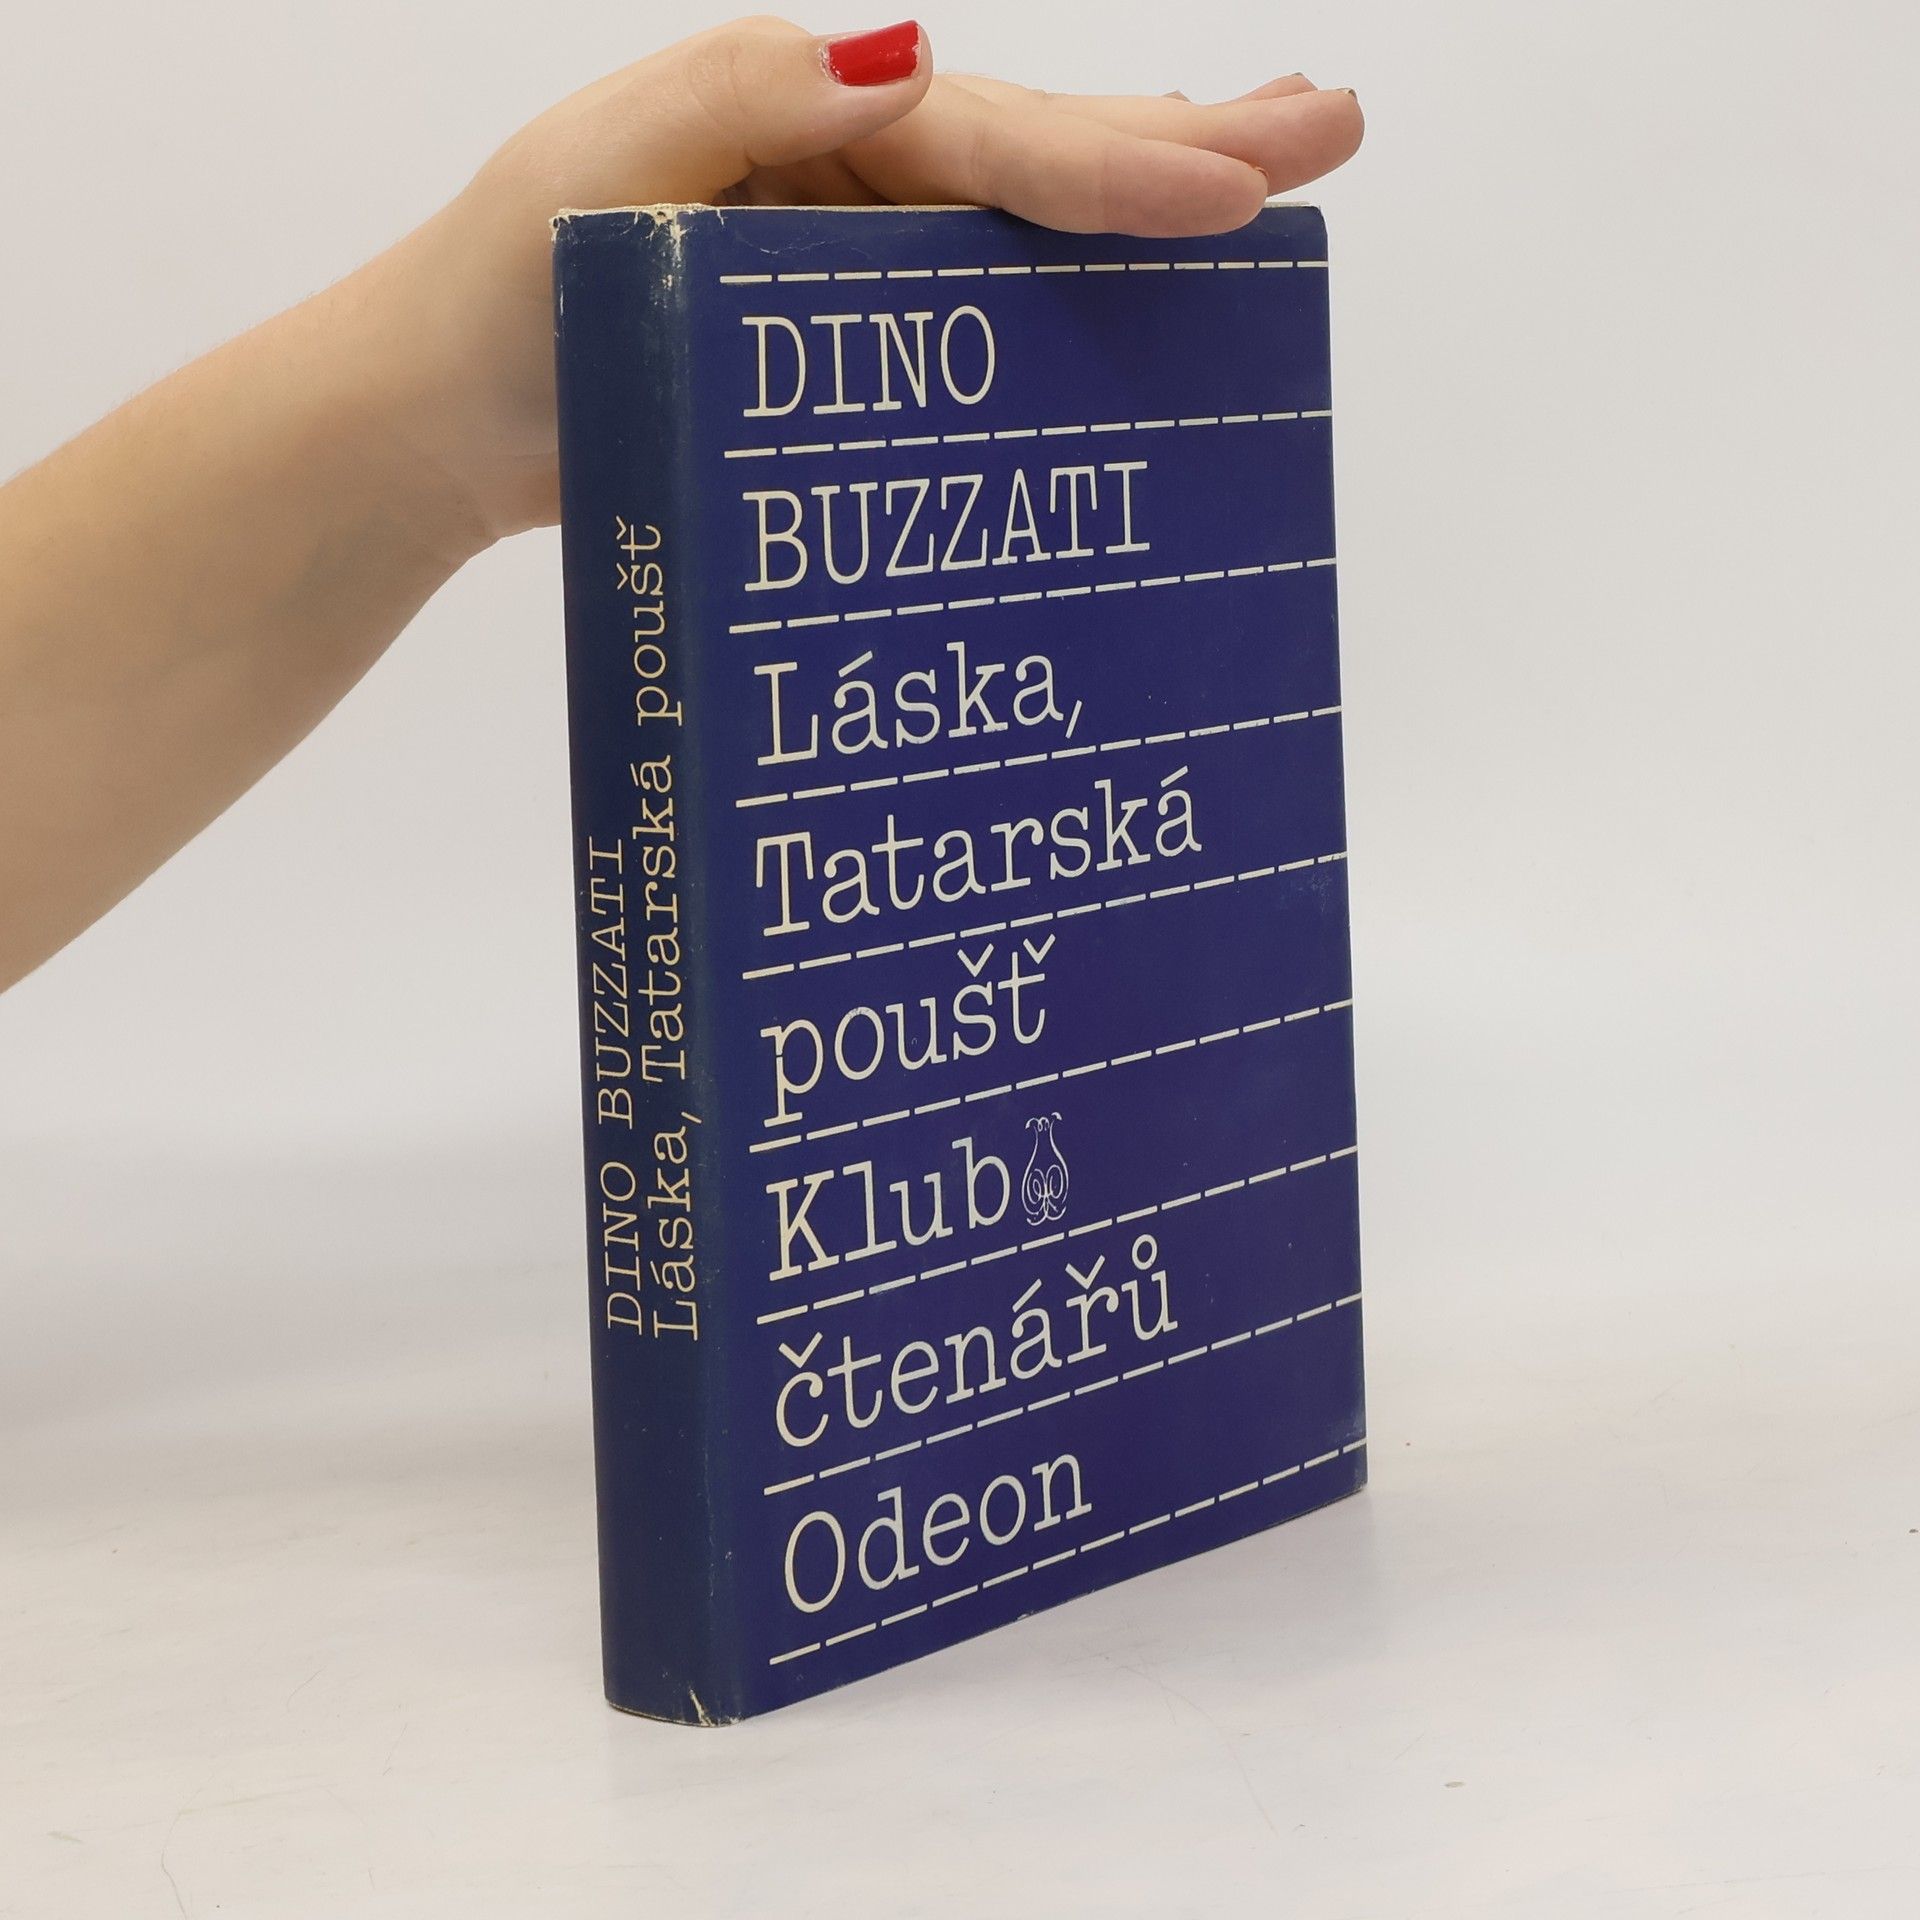 DINO BUZZATI
Láska, Tatarská poušť
DINO
BUZZATI
Láska,
Tatarská
poušť
Klub
čtenářů
Odeon